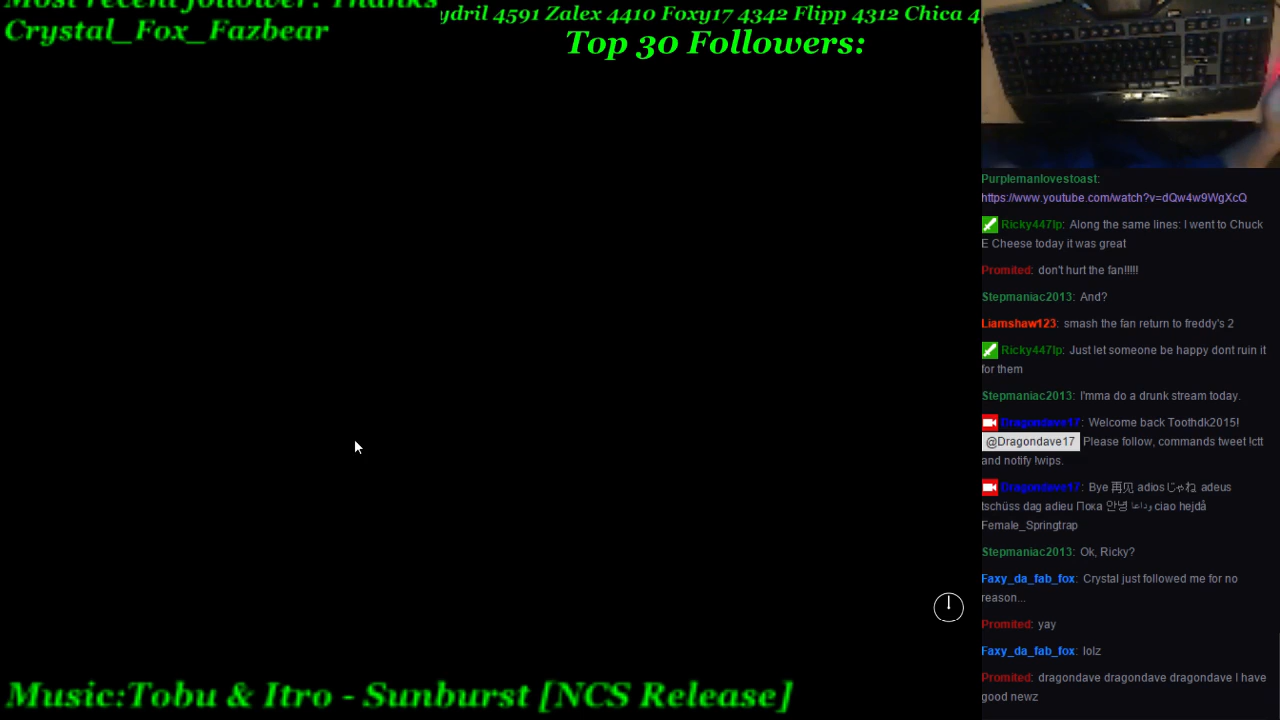 Most recent follower: Thanks
Crystal_Fox_Fazbear
ydril 4591 Zalex 4410 Foxy17 4342 Flipp 4312 Chica 4
Top 30 Followers:
Purplemanlovestoast:
https://www.youtube.com/watch?v=dQw4w9WgXcQ
Ricky447lp: Along the same lines: I went to Chuck
E Cheese today it was great
Promited: don't hurt the fan!!!!!
Stepmaniac2013: And?
Liamshaw123: smash the fan return to freddy's 2
Ricky447lp: Just let someone be happy dont ruin it
for them
Stepmaniac2013: I'mma do a drunk stream today.
Dragondave17: Welcome back Toothdk2015!
@Dragondave17 Please follow, commands tweet !ctt
and notify !wips.
Dragondave17: Bye 再见 adios じゃね adeus
tschüss dag adieu Пока 안녕 وداعا ciao hejdå
Female_Springtrap
Stepmaniac2013: Ok, Ricky?
Faxy_da_fab_fox: Crystal just followed me for no
reason...
Promited: yay
Faxy_da_fab_fox: lolz
Promited: dragondave dragondave dragondave I have
good newz
Music:Tobu & Itro - Sunburst [NCS Release]